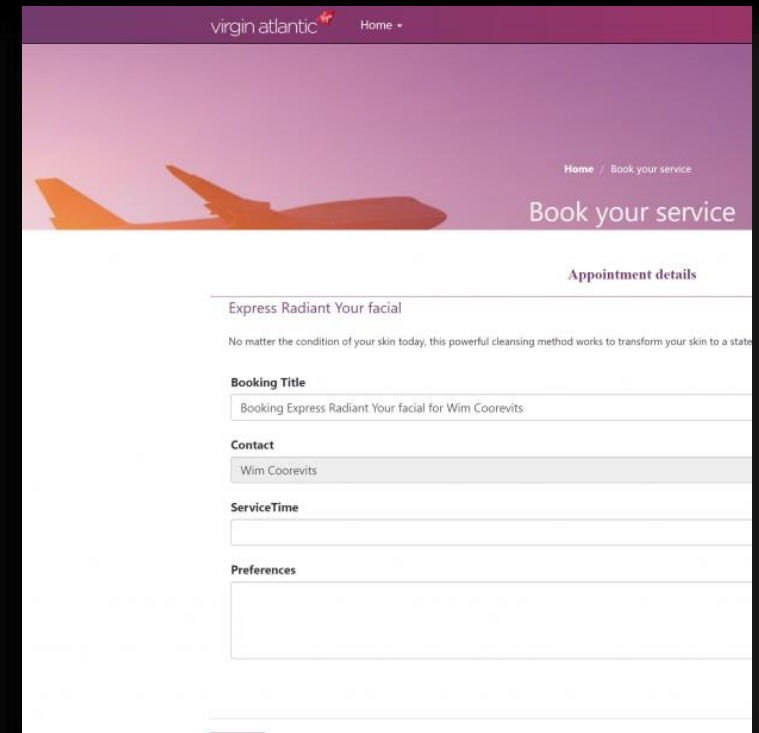 virgin atlantic Home
Home / Book your service
Book your service
Appointment details
Express Radiant Your facial
No matter the condition of your skin today, this powerful cleansing method works to transform your skin to a state
Booking Title
Booking Express Radiant Your facial for Wim Coorevits
Contact
Wim Coorevits
ServiceTime
Preferences